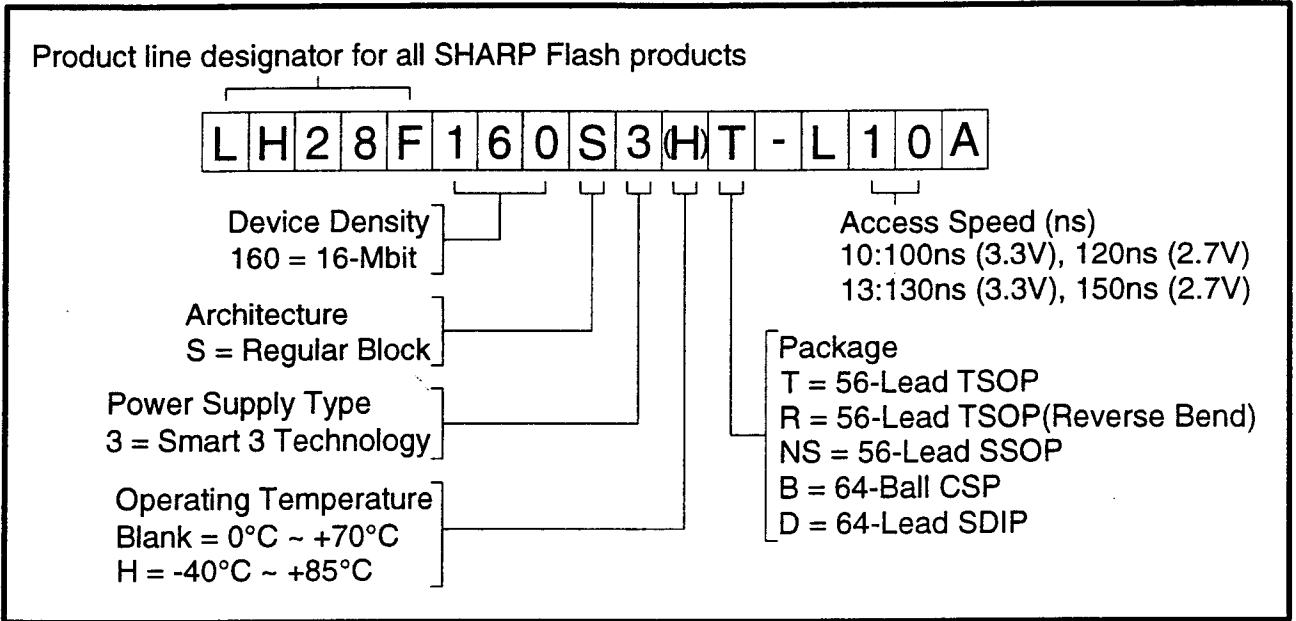 Product line designator for all SHARP Flash products
LH28F160S3(H)T-L10A
Device Density
160 = 16-Mbit
Architecture
S = Regular Block
Power Supply Type
3 = Smart 3 Technology
Operating Temperature
Blank = 0°C ~ +70°C
H = -40°C ~ +85°C
Access Speed (ns)
10:100ns (3.3V), 120ns (2.7V)
13:130ns (3.3V), 150ns (2.7V)
Package
T = 56-Lead TSOP
R = 56-Lead TSOP(Reverse Bend)
NS = 56-Lead SSOP
B = 64-Ball CSP
D = 64-Lead SDIP